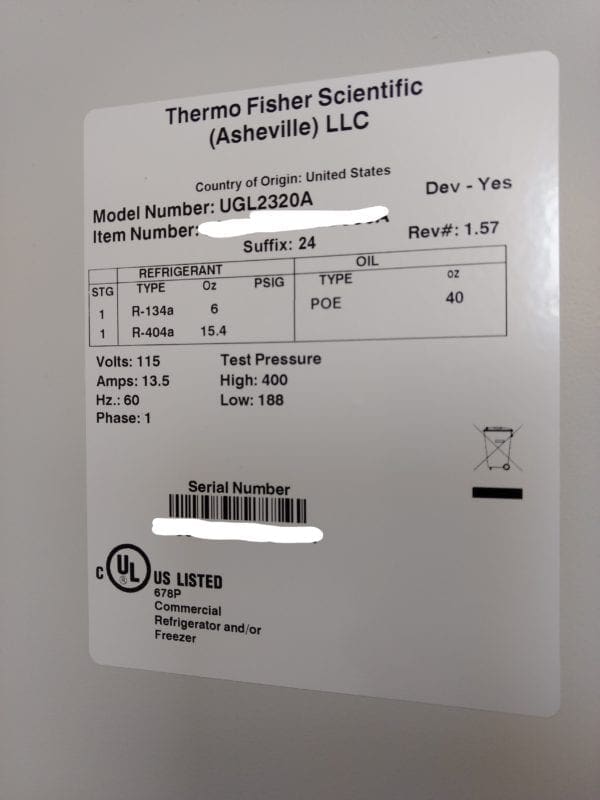 Thermo Fisher Scientific
(Asheville) LLC
Country of Origin: United States
Model Number: UGL2320A
Dev - Yes
Item Number:
Suffix: 24
Rev#: 1.57
REFRIGERANT OIL
STG TYPE Oz PSIG TYPE oz
1 R-134a 6 POE 40
1 R-404a 15.4
Volts: 115 Test Pressure
Amps: 13.5 High: 400
Hz.: 60 Low: 188
Phase: 1
Serial Number
C UL ® US LISTED
678P
Commercial
Refrigerator and/or
Freezer